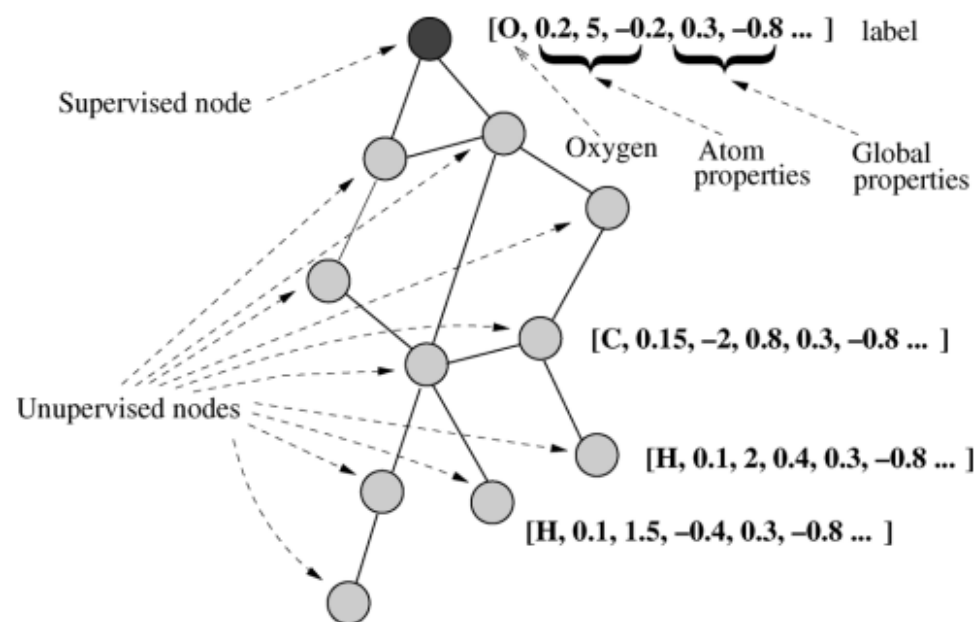 [O, 0.2, 5, –0.2, 0.3, –0.8 ... ] label
Supervised node
Oxygen
Atom
properties
Global
properties
[C, 0.15, –2, 0.8, 0.3, –0.8 ... ]
Unupervised nodes
[H, 0.1, 2, 0.4, 0.3, –0.8 ... ]
[H, 0.1, 1.5, –0.4, 0.3, –0.8 ... ]